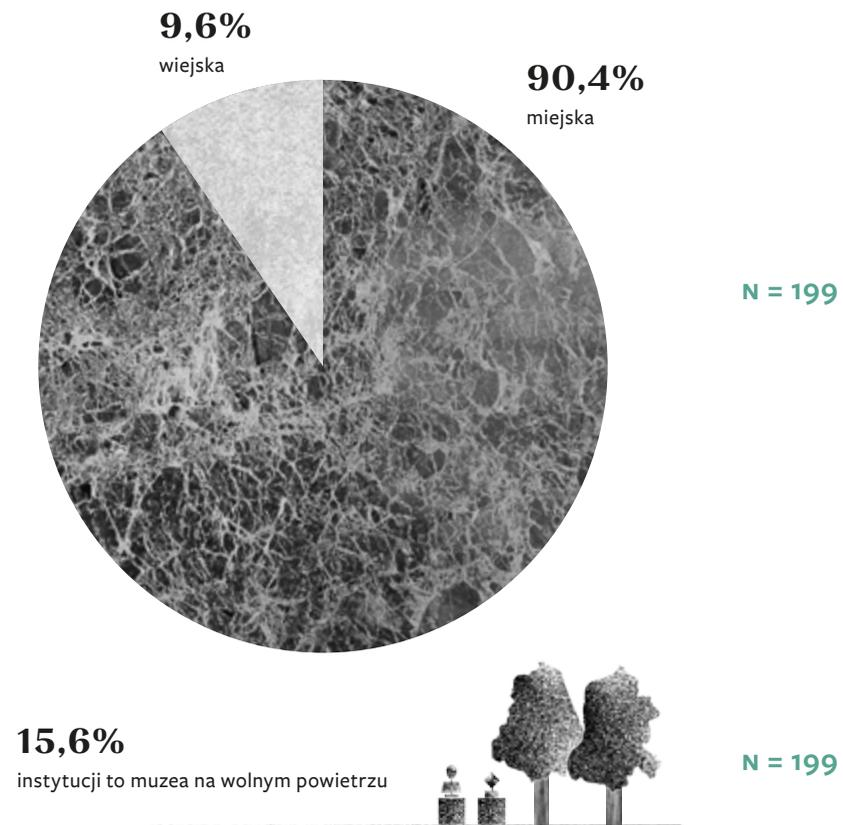 9,6%
wiejska
90,4%
miejska
N = 199
15,6%
instytucji to muzea na wolnym powietrzu
N = 199